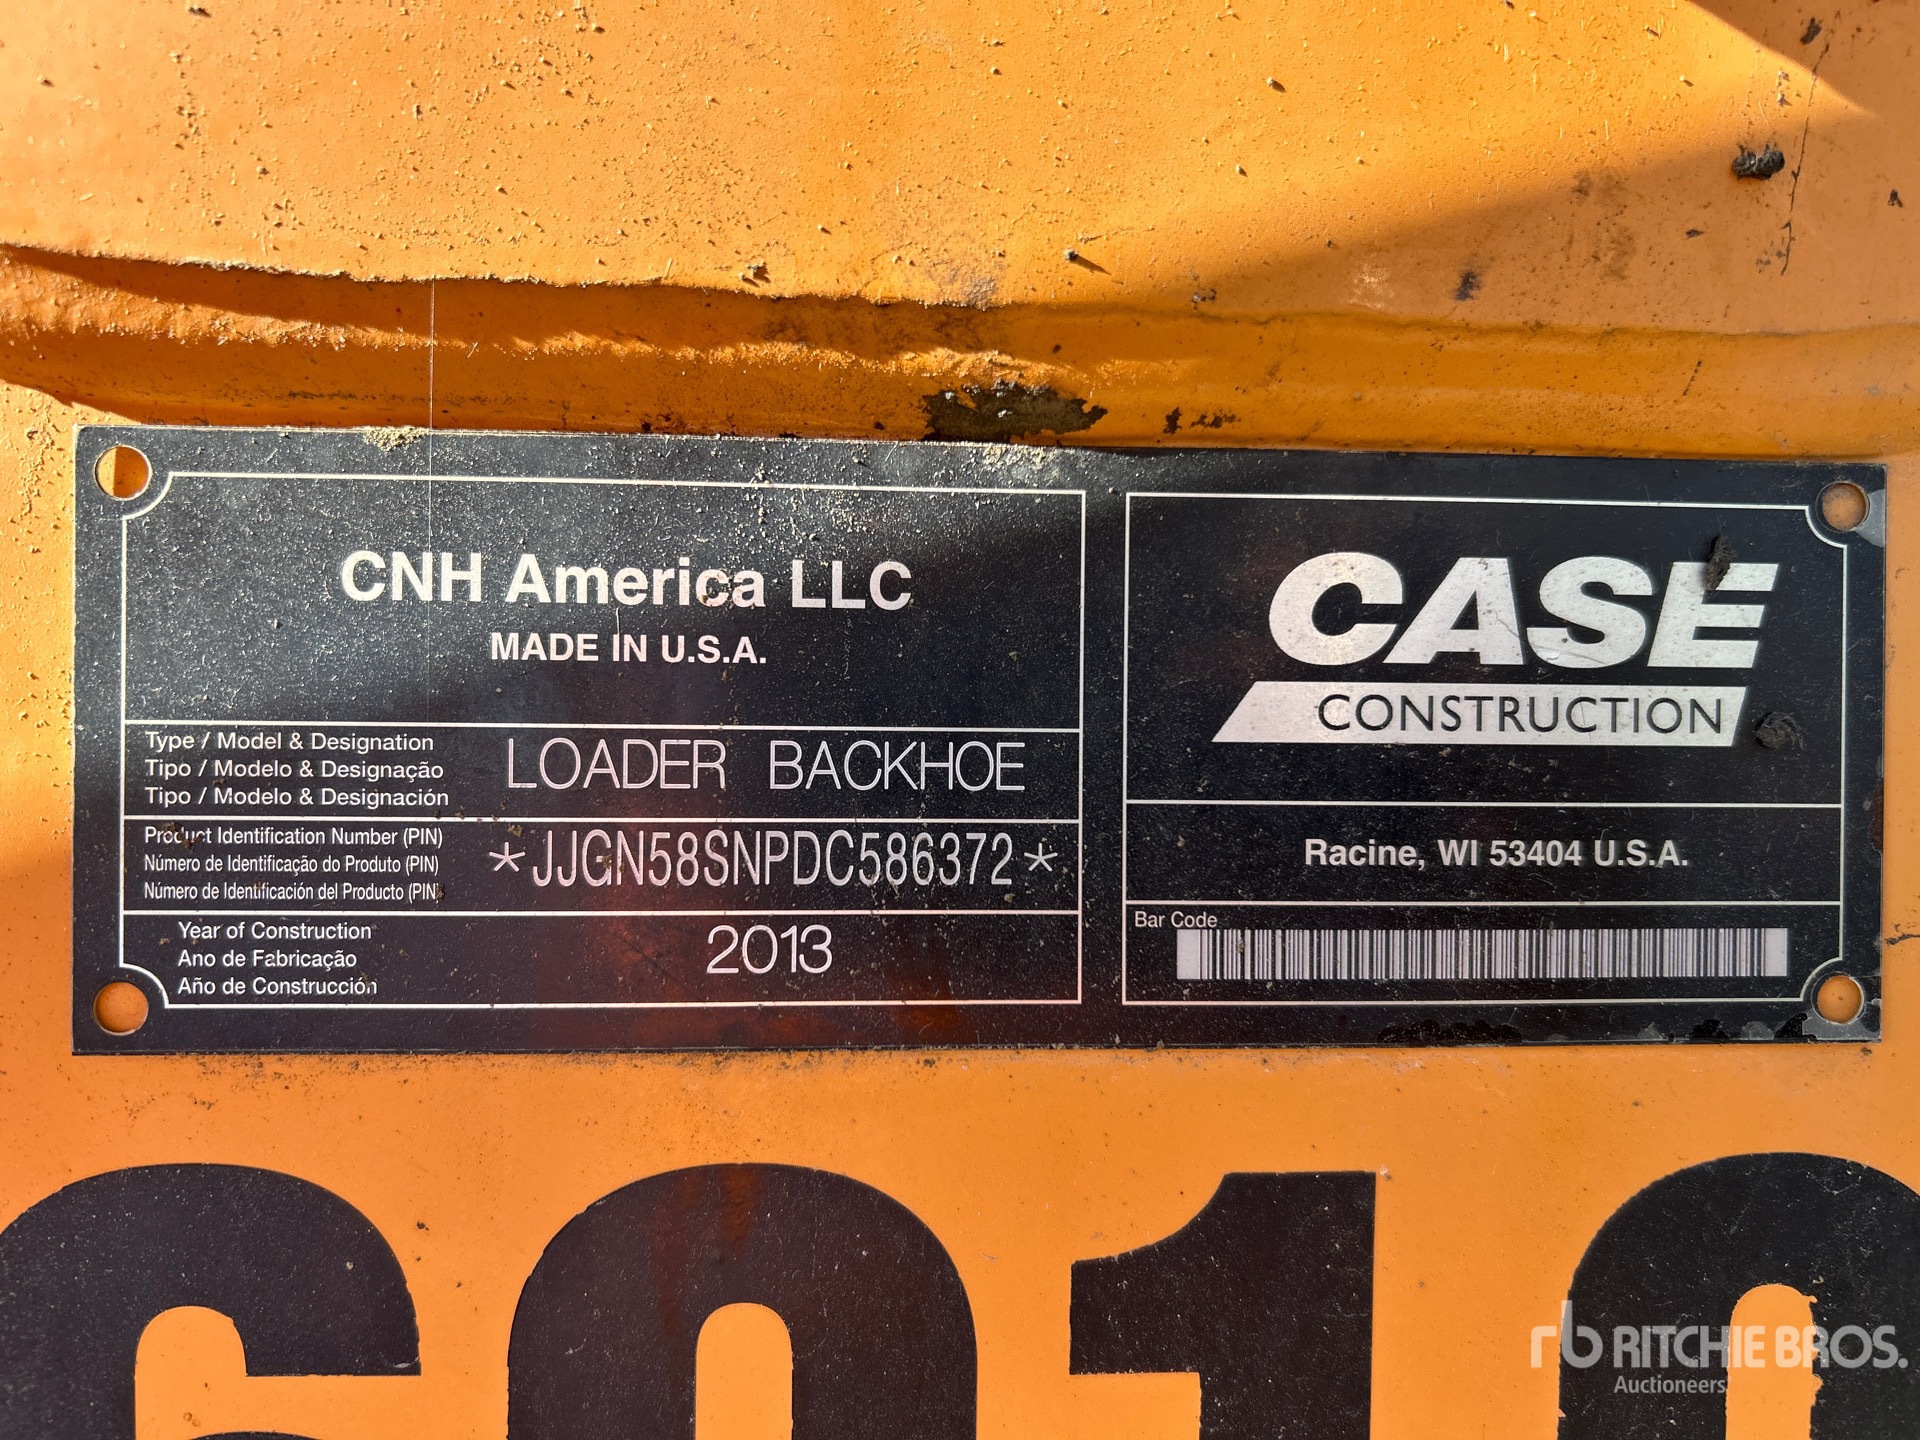 CNH America LLC
MADE IN U.S.A.
Type / Model & Designation
Tipo / Modelo & Designação
Tipo / Modelo & Designación
LOADER BACKHOE
Product Identification Number (PIN)
Número de Identificação do Produto (PIN)
Número de Identificación del Producto (PIN)
*JJGN58SNPDC586372*
Year of Construction
Ano de Fabricação
Año de Construcción
2013
CASE
CONSTRUCTION
Racine, WI 53404 U.S.A.
Bar Code
rb RITCHIE BROS.
Auctioneers